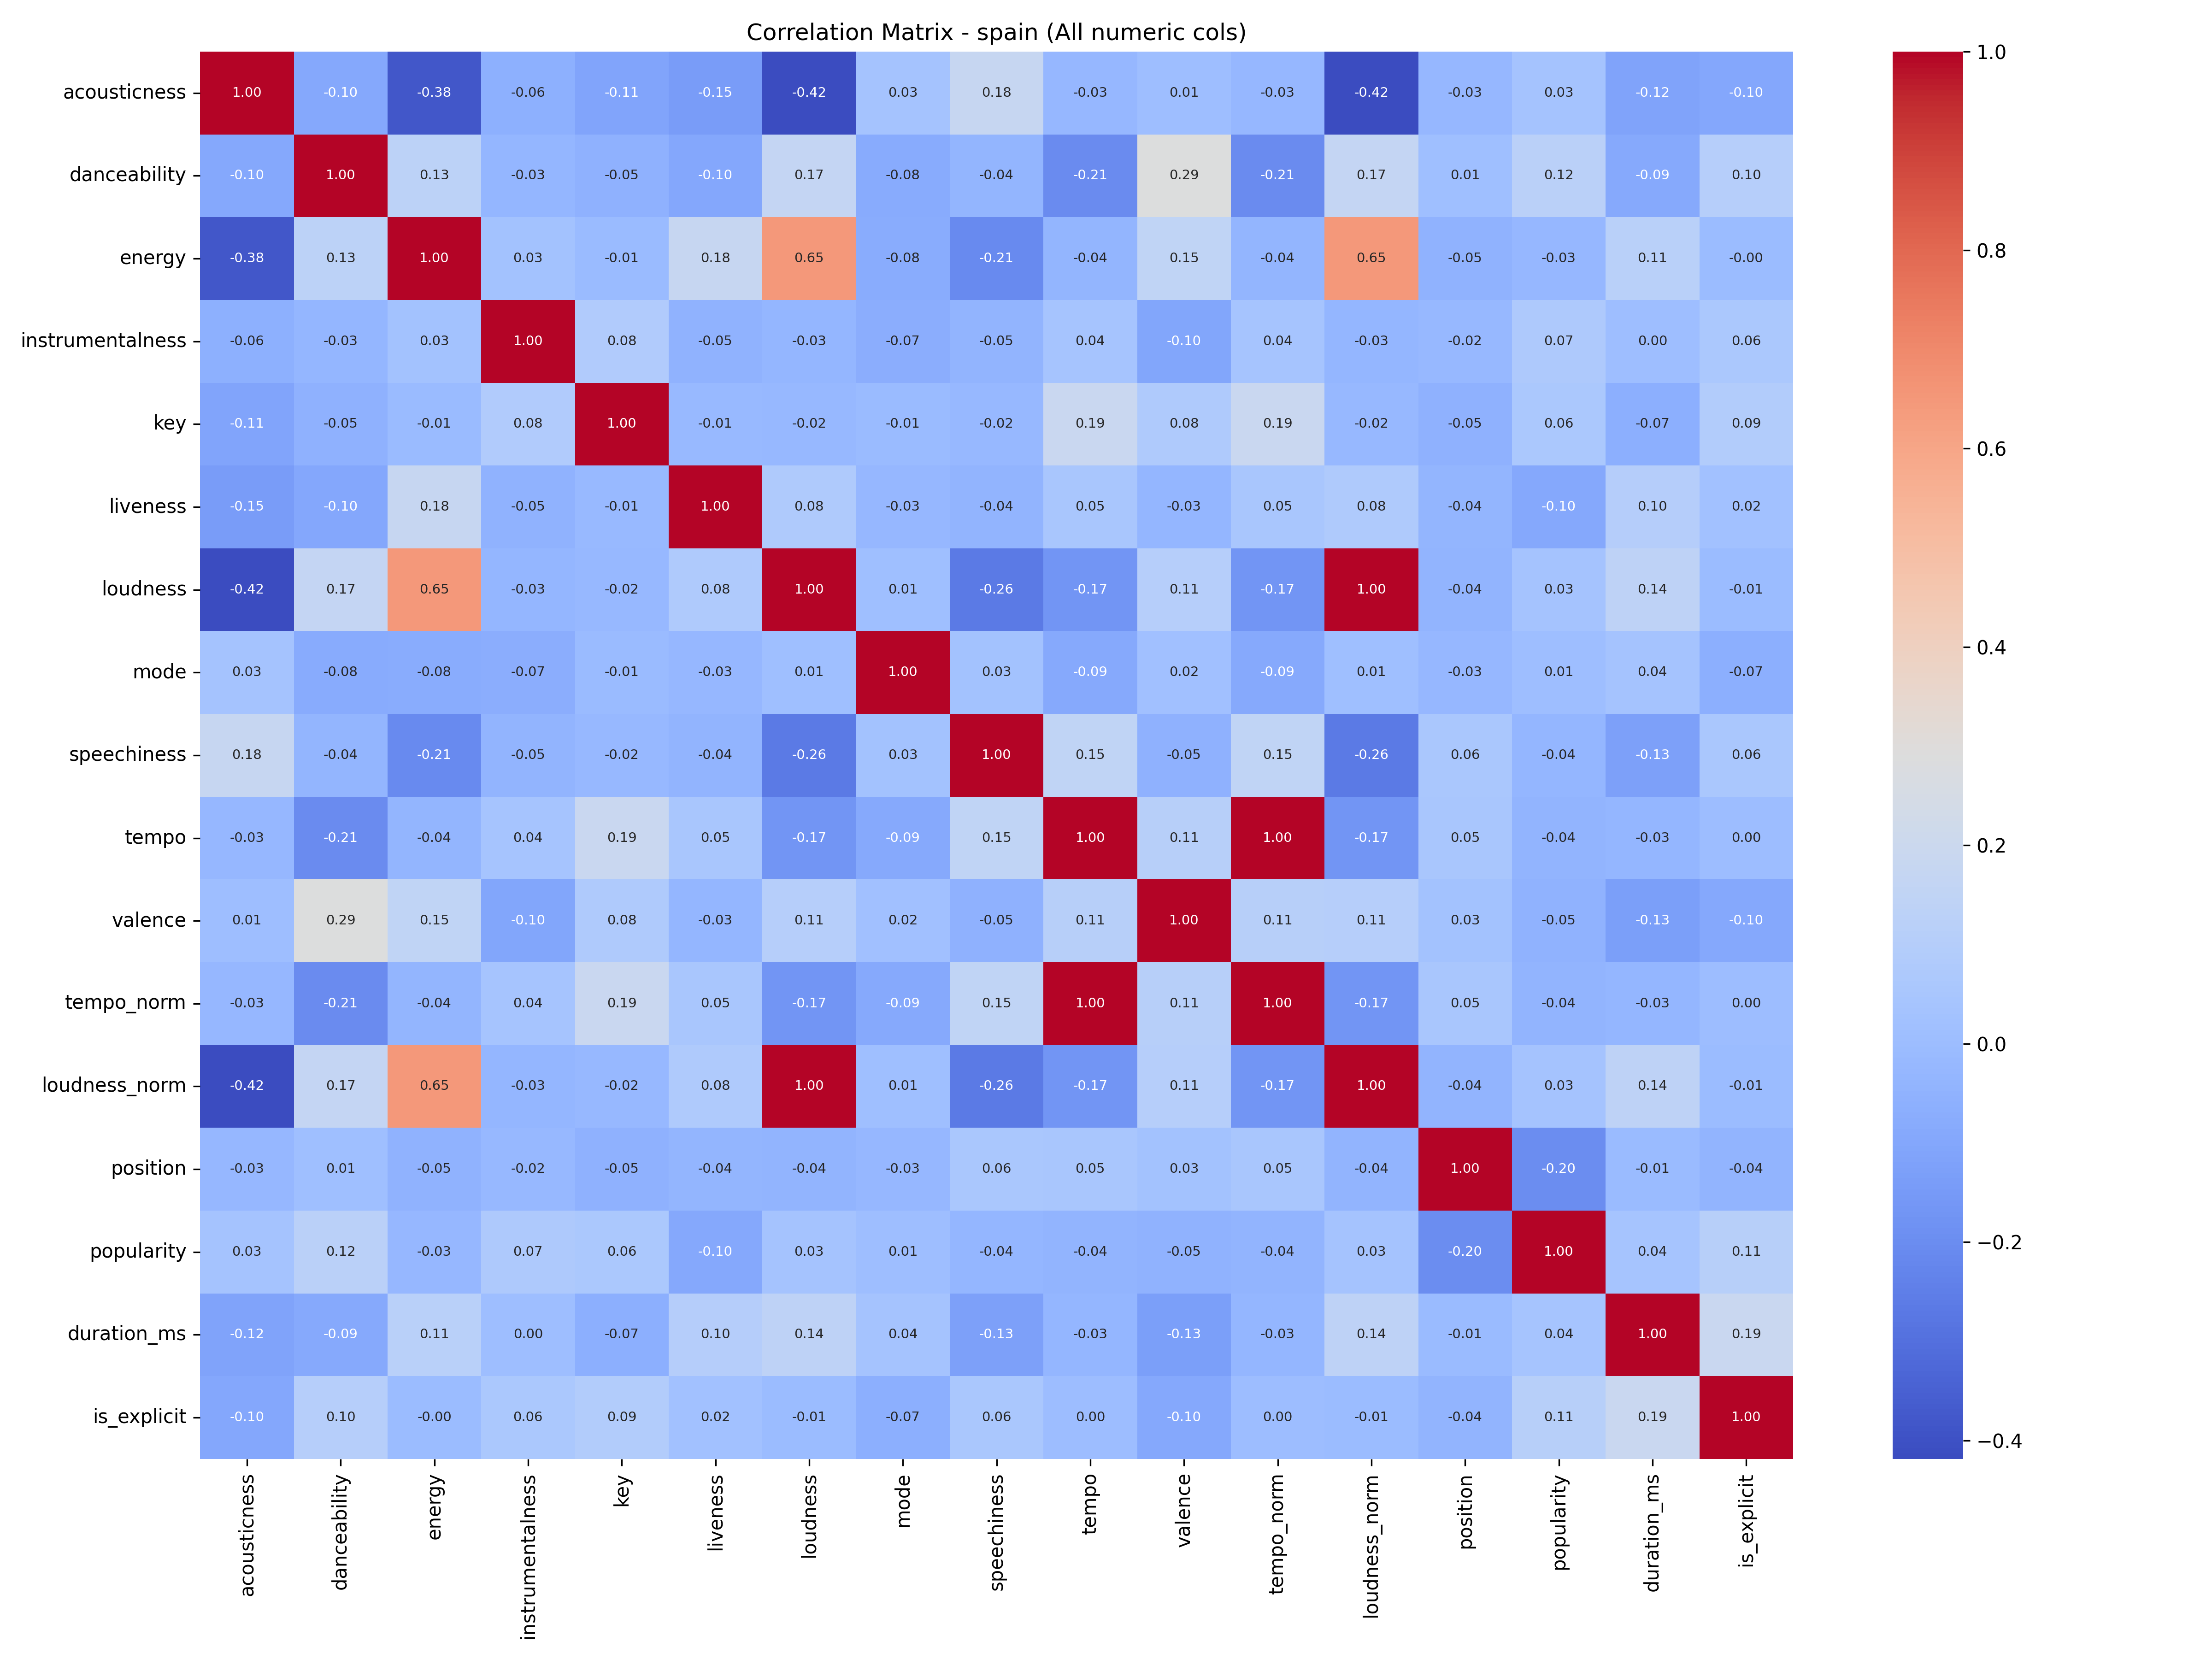 Correlation Matrix - spain (All numeric cols)
acousticness 1.00 -0.10 -0.38 -0.06 -0.11 -0.15 -0.42 0.03 0.18 -0.03 0.01 -0.03 -0.42 -0.03 0.03 -0.12 -0.10
danceability -0.10 1.00 0.13 -0.03 -0.05 -0.10 0.17 -0.08 -0.04 -0.21 0.29 -0.21 0.17 0.01 0.12 -0.09 0.10
energy -0.38 0.13 1.00 0.03 -0.01 0.18 0.65 -0.08 -0.21 -0.04 0.15 -0.04 0.65 -0.05 -0.03 0.11 -0.00
instrumentalness -0.06 -0.03 0.03 1.00 0.08 -0.05 -0.03 -0.07 -0.05 0.04 -0.10 0.04 -0.03 -0.02 0.07 0.00 0.06
key -0.11 -0.05 -0.01 0.08 1.00 -0.01 -0.02 -0.01 -0.02 0.19 0.08 0.19 -0.02 -0.05 0.06 -0.07 0.09
liveness -0.15 -0.10 0.18 -0.05 -0.01 1.00 0.08 -0.03 -0.04 0.05 -0.03 0.05 0.08 -0.04 -0.10 0.10 0.02
loudness -0.42 0.17 0.65 -0.03 -0.02 0.08 1.00 0.01 -0.26 -0.17 0.11 -0.17 1.00 -0.04 0.03 0.14 -0.01
mode 0.03 -0.08 -0.08 -0.07 -0.01 -0.03 0.01 1.00 0.03 -0.09 0.02 -0.09 0.01 -0.03 0.01 0.04 -0.07
speechiness 0.18 -0.04 -0.21 -0.05 -0.02 -0.04 -0.26 0.03 1.00 0.15 -0.05 0.15 -0.26 0.06 -0.04 -0.13 0.06
tempo -0.03 -0.21 -0.04 0.04 0.19 0.05 -0.17 -0.09 0.15 1.00 0.11 1.00 -0.17 0.05 -0.04 -0.03 0.00
valence 0.01 0.29 0.15 -0.10 0.08 -0.03 0.11 0.02 -0.05 0.11 1.00 0.11 0.11 0.03 -0.05 -0.13 -0.10
tempo_norm -0.03 -0.21 -0.04 0.04 0.19 0.05 -0.17 -0.09 0.15 1.00 0.11 1.00 -0.17 0.05 -0.04 -0.03 0.00
loudness_norm -0.42 0.17 0.65 -0.03 -0.02 0.08 1.00 0.01 -0.26 -0.17 0.11 -0.17 1.00 -0.04 0.03 0.14 -0.01
position -0.03 0.01 -0.05 -0.02 -0.05 -0.04 -0.04 -0.03 0.06 0.05 0.03 0.05 -0.04 1.00 -0.20 -0.01 -0.04
popularity 0.03 0.12 -0.03 0.07 0.06 -0.10 0.03 0.01 -0.04 -0.04 -0.05 -0.04 0.03 -0.20 1.00 0.04 0.11
duration_ms -0.12 -0.09 0.11 0.00 -0.07 0.10 0.14 0.04 -0.13 -0.03 -0.13 -0.03 0.14 -0.01 0.04 1.00 0.19
is_explicit -0.10 0.10 -0.00 0.06 0.09 0.02 -0.01 -0.07 0.06 0.00 -0.10 0.00 -0.01 -0.04 0.11 0.19 1.00
acousticness danceability energy instrumentalness key liveness loudness mode speechiness tempo valence tempo_norm loudness_norm position popularity duration_ms is_explicit
1.0
0.8
0.6
0.4
0.2
0.0
−0.2
−0.4